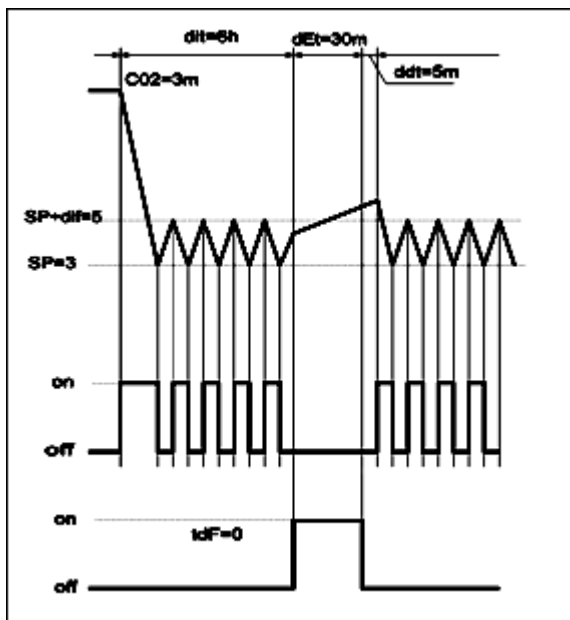 dit=6h
dEt=30m
C02=3m
ddt=5m
SP+dif=5
SP=3
on
off
on
tdF=0
off